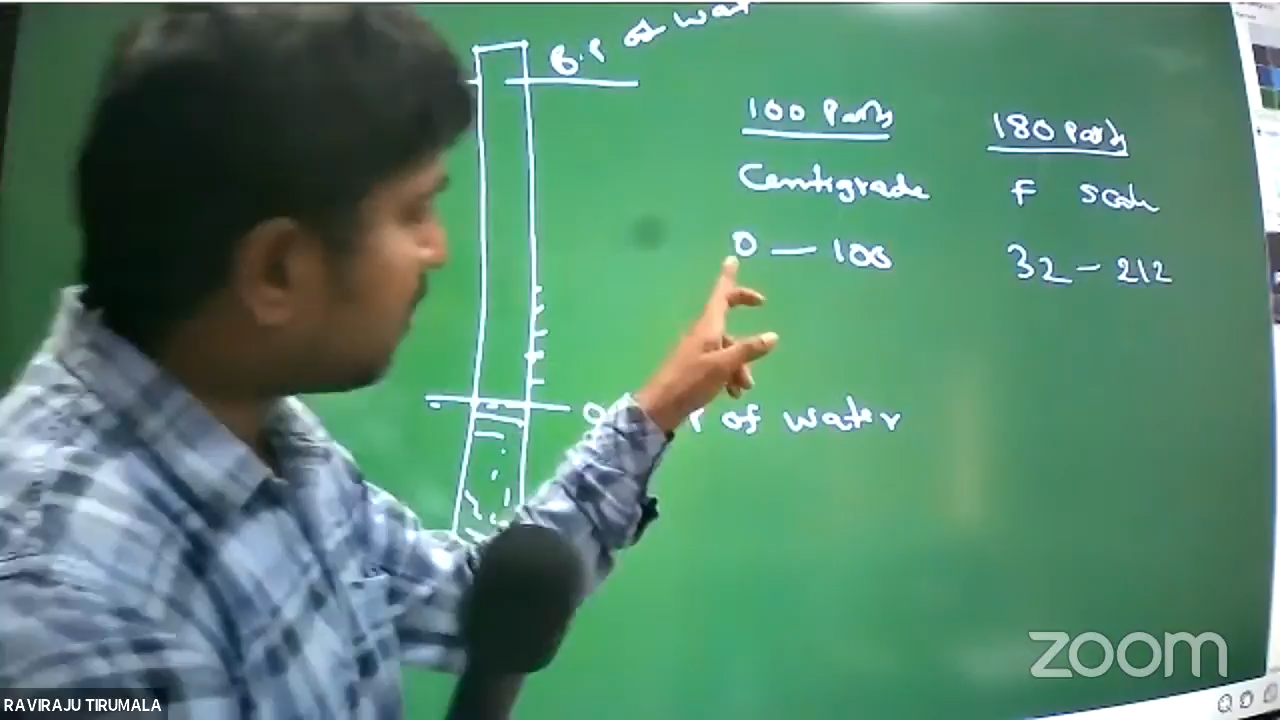 B.P of wat
100 Parts
180 Parts
Centigrade
F Scale
0 — 100
32 - 212
of water
zoom
RAVIRAJU TIRUMALA